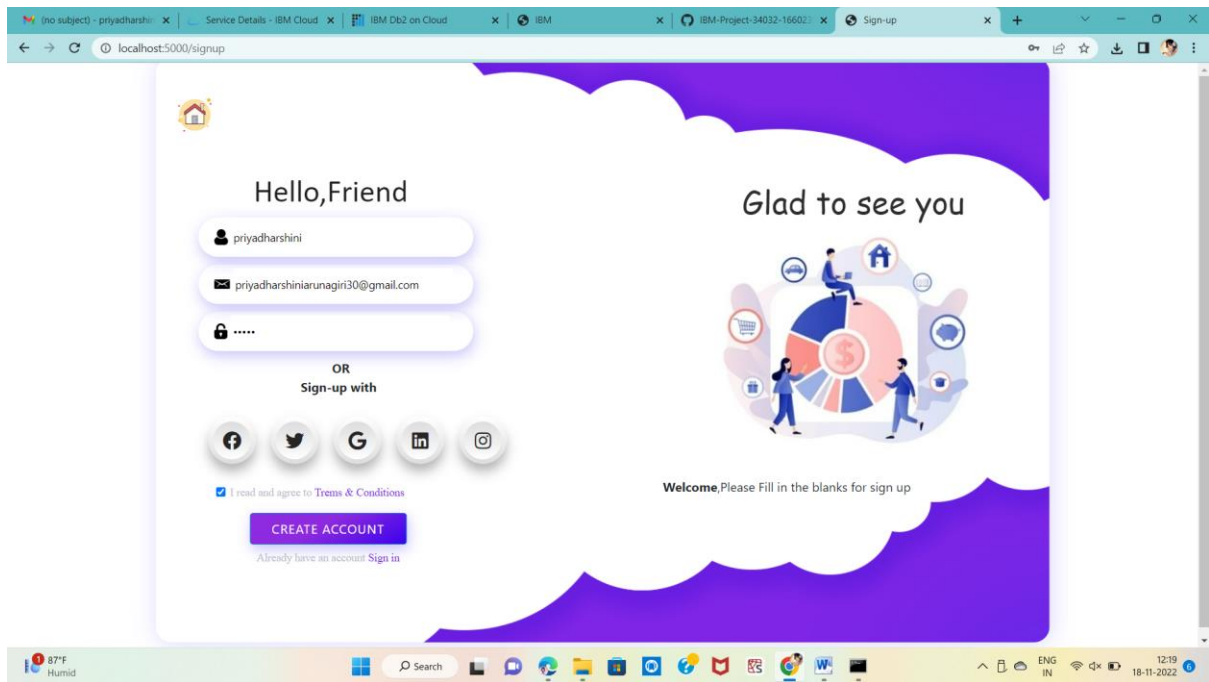 (no subject) - priyadharshi
Service Details - IBM Cloud
IBM Db2 on Cloud
IBM
IBM-Project-34032-166023
Sign-up
localhost:5000/signup
Hello,Friend
priyadharshini
priyadharshiniarunagiri30@gmail.com
•••••
OR
Sign-up with
I read and agree to Trems & Conditions
CREATE ACCOUNT
Already have an account Sign in
Glad to see you
$
Welcome,Please Fill in the blanks for sign up
1
87°F
Humid
Search
W
ENG
IN
12:19
18-11-2022
6